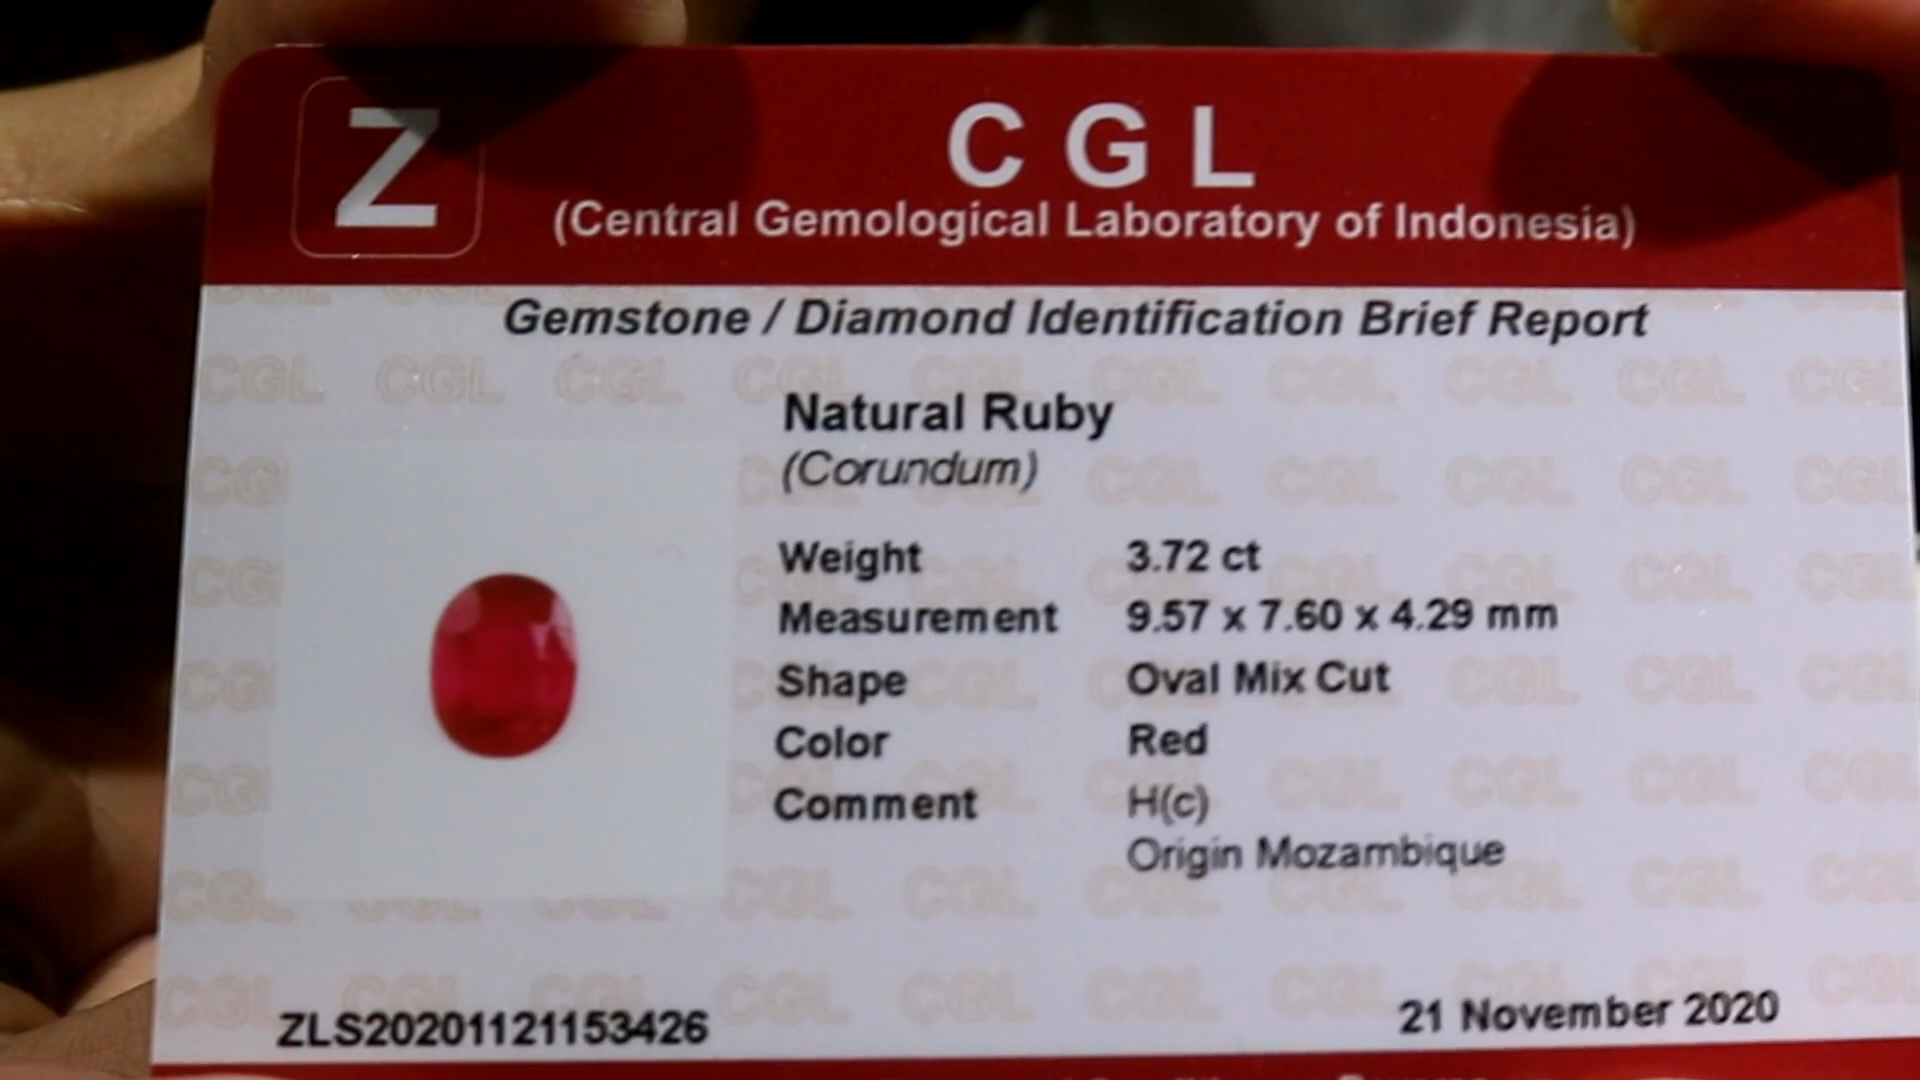 Z
C G L
(Central Gemological Laboratory of Indonesia)
Gemstone / Diamond Identification Brief Report
Natural Ruby
(Corundum)
Weight 3.72 ct
Measurement 9.57 x 7.60 x 4.29 mm
Shape Oval Mix Cut
Color Red
Comment H(c)
Origin Mozambique
ZLS20201121153426 21 November 2020